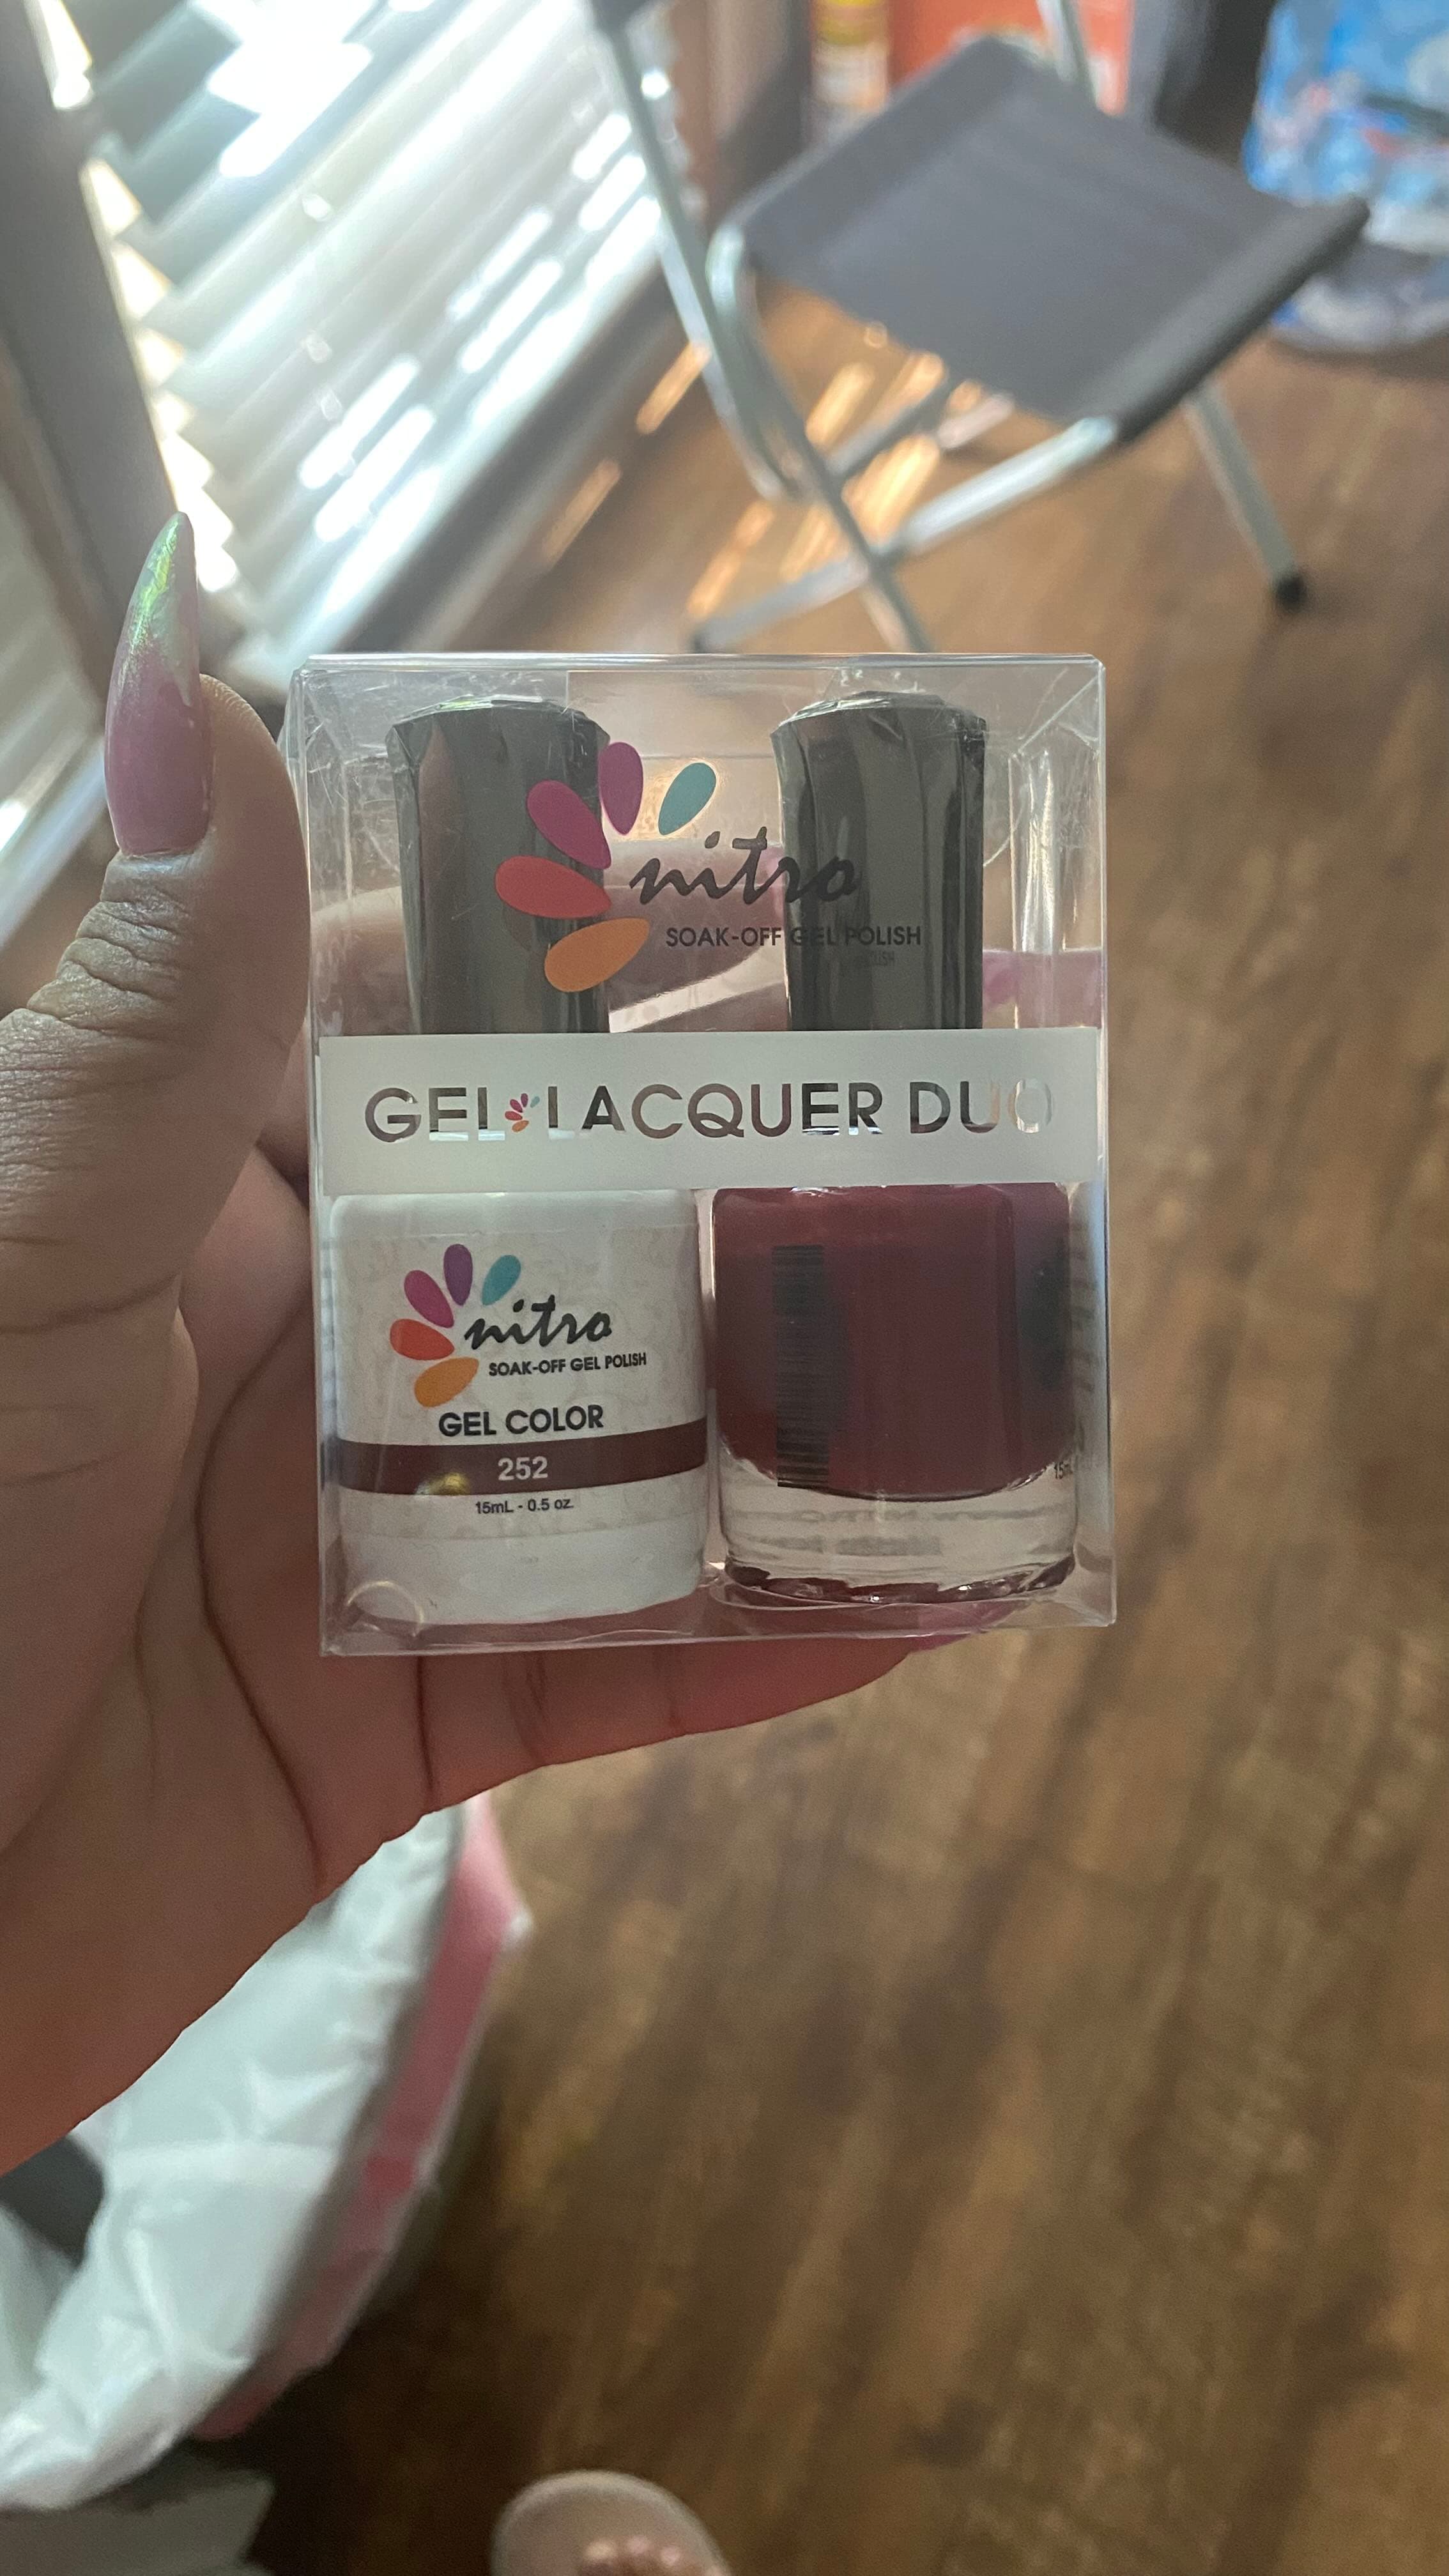 nitro
SOAK-OFF GEL POLISH
GEL LACQUER DUO
nitro
SOAK-OFF GEL POLISH
GEL COLOR
252
15mL - 0.5 oz.
15mL